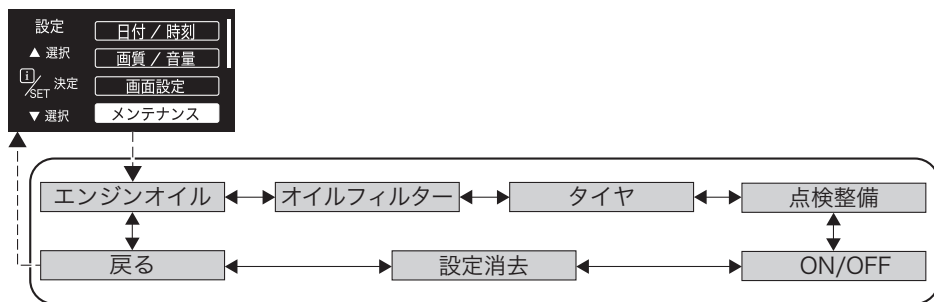 設定
日付 / 時刻
▲ 選択
画質 / 音量
i/SET 決定
画面設定
▼ 選択
メンテナンス
エンジンオイル
オイルフィルター
タイヤ
点検整備
戻る
設定消去
ON/OFF